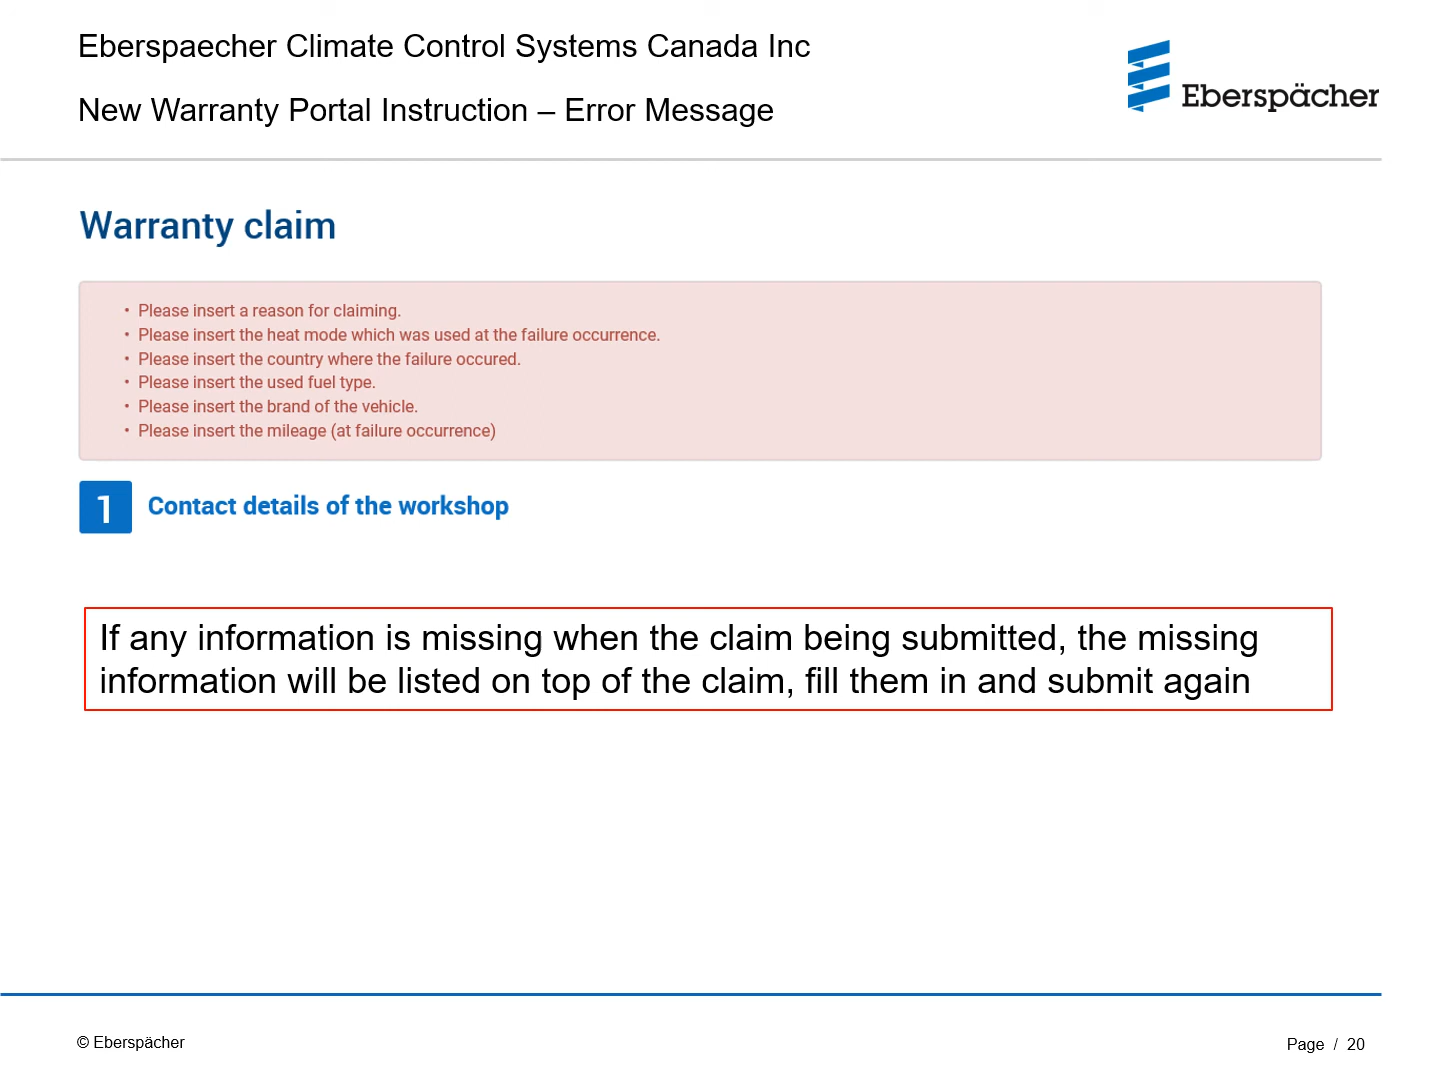 Eberspaecher Climate Control Systems Canada Inc
New Warranty Portal Instruction – Error Message
Eberspächer
Warranty claim
• Please insert a reason for claiming.
• Please insert the heat mode which was used at the failure occurrence.
• Please insert the country where the failure occured.
• Please insert the used fuel type.
• Please insert the brand of the vehicle.
• Please insert the mileage (at failure occurrence)
1 Contact details of the workshop
If any information is missing when the claim being submitted, the missing
information will be listed on top of the claim, fill them in and submit again
© Eberspächer
Page / 20